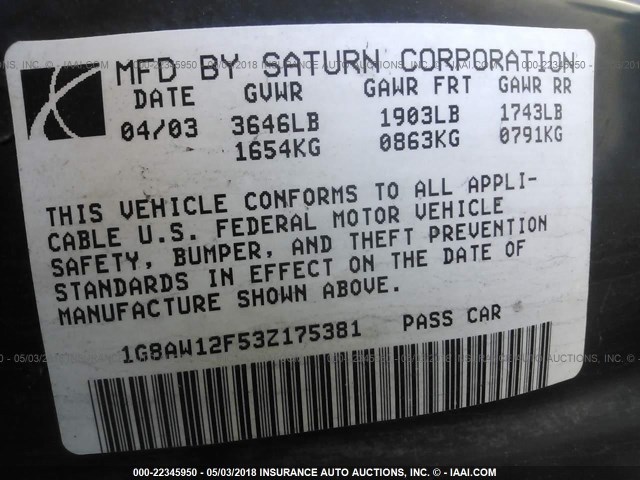 MFD BY SATURN CORPORATION
DATE GVWR GAWR FRT GAWR RR
04/03 3646LB 1903LB 1743LB
1654KG 0863KG 0791KG
THIS VEHICLE CONFORMS TO ALL APPLI-
CABLE U.S. FEDERAL MOTOR VEHICLE
SAFETY, BUMPER, AND THEFT PREVENTION
STANDARDS IN EFFECT ON THE DATE OF
MANUFACTURE SHOWN ABOVE.
1G8AW12F53Z175381 PASS CAR
000-22345950 - 05/03/2018 INSURANCE AUTO AUCTIONS, INC. - © IAAI.COM